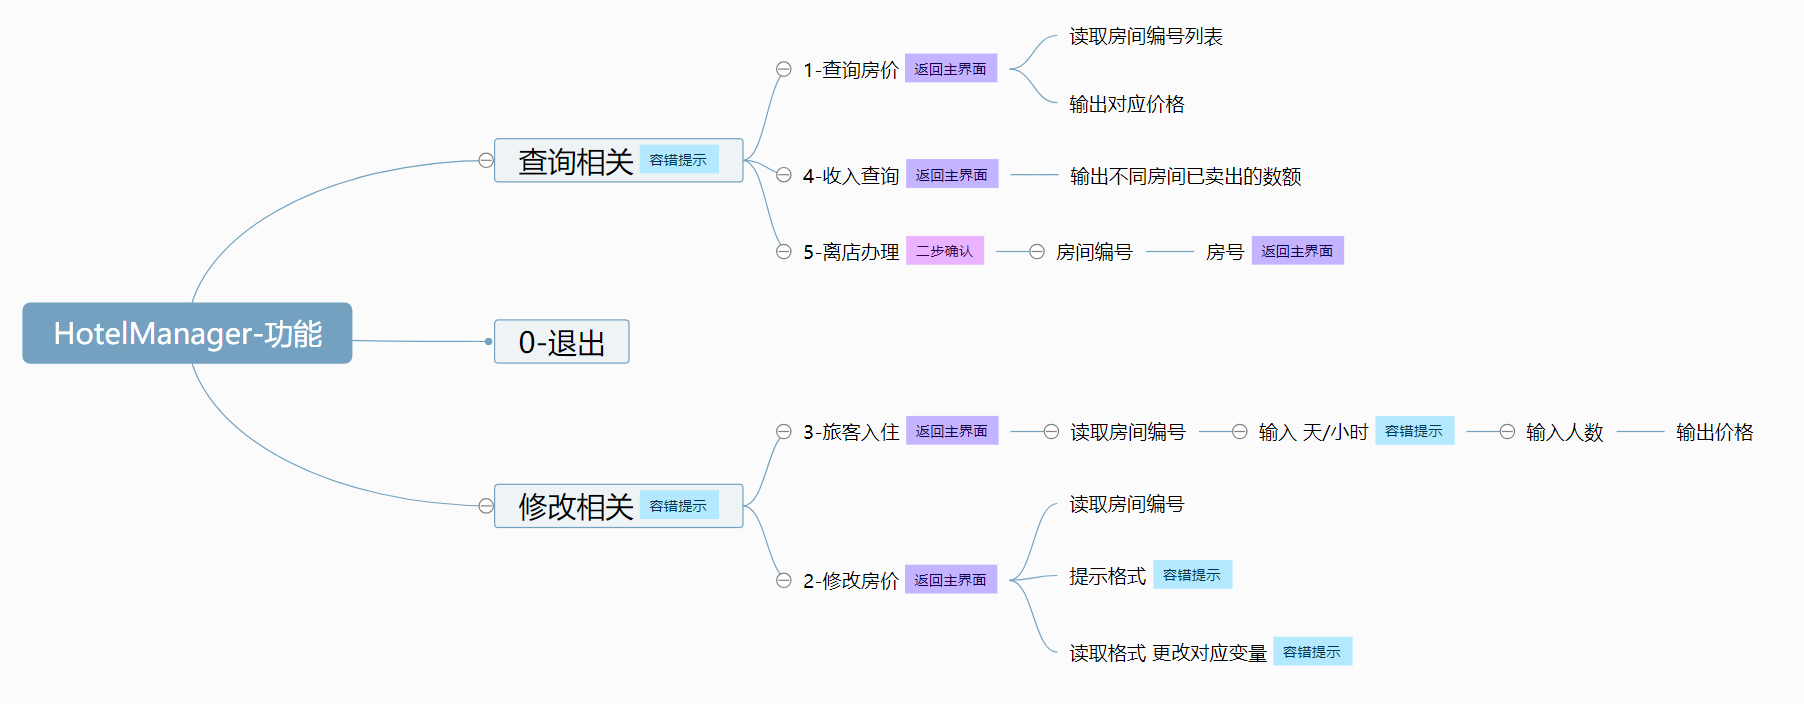 HotelManager-功能
查询相关 容错提示
1-查询房价 返回主界面
读取房间编号列表
输出对应价格
4-收入查询 返回主界面
输出不同房间已卖出的数额
5-离店办理 二步确认
房间编号
房号 返回主界面
0-退出
修改相关 容错提示
3-旅客入住 返回主界面
读取房间编号
输入 天/小时 容错提示
输入人数
输出价格
2-修改房价 返回主界面
读取房间编号
提示格式 容错提示
读取格式 更改对应变量 容错提示